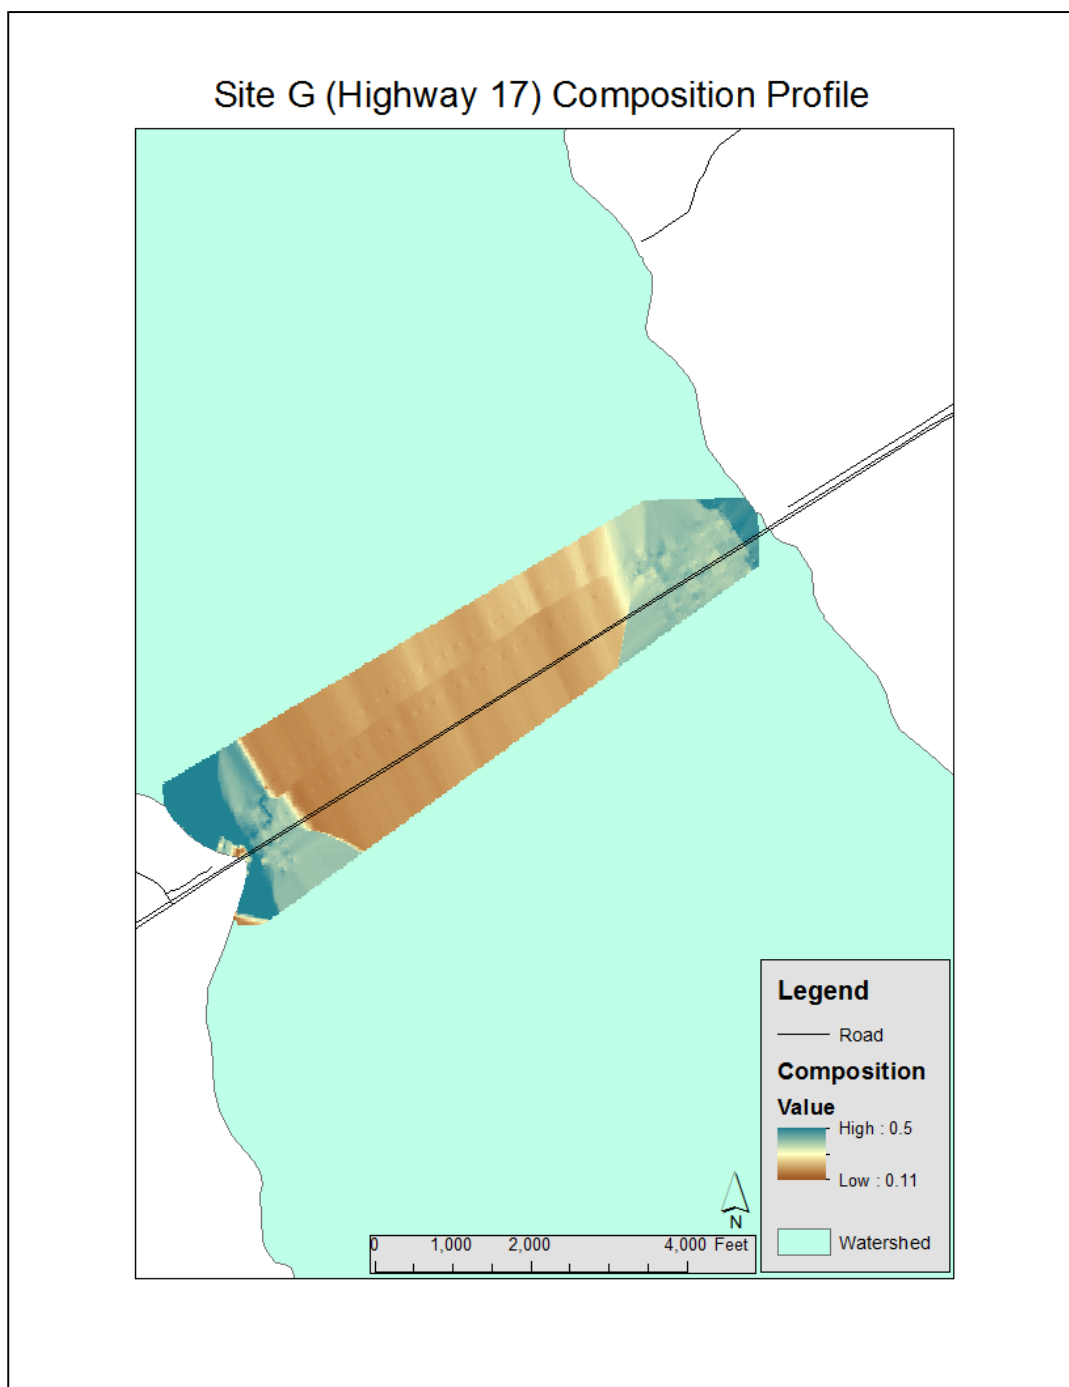 Site G (Highway 17) Composition Profile
Legend
Road
Composition
Value
High : 0.5
Low : 0.11
Watershed
N
0 1,000 2,000 4,000 Feet